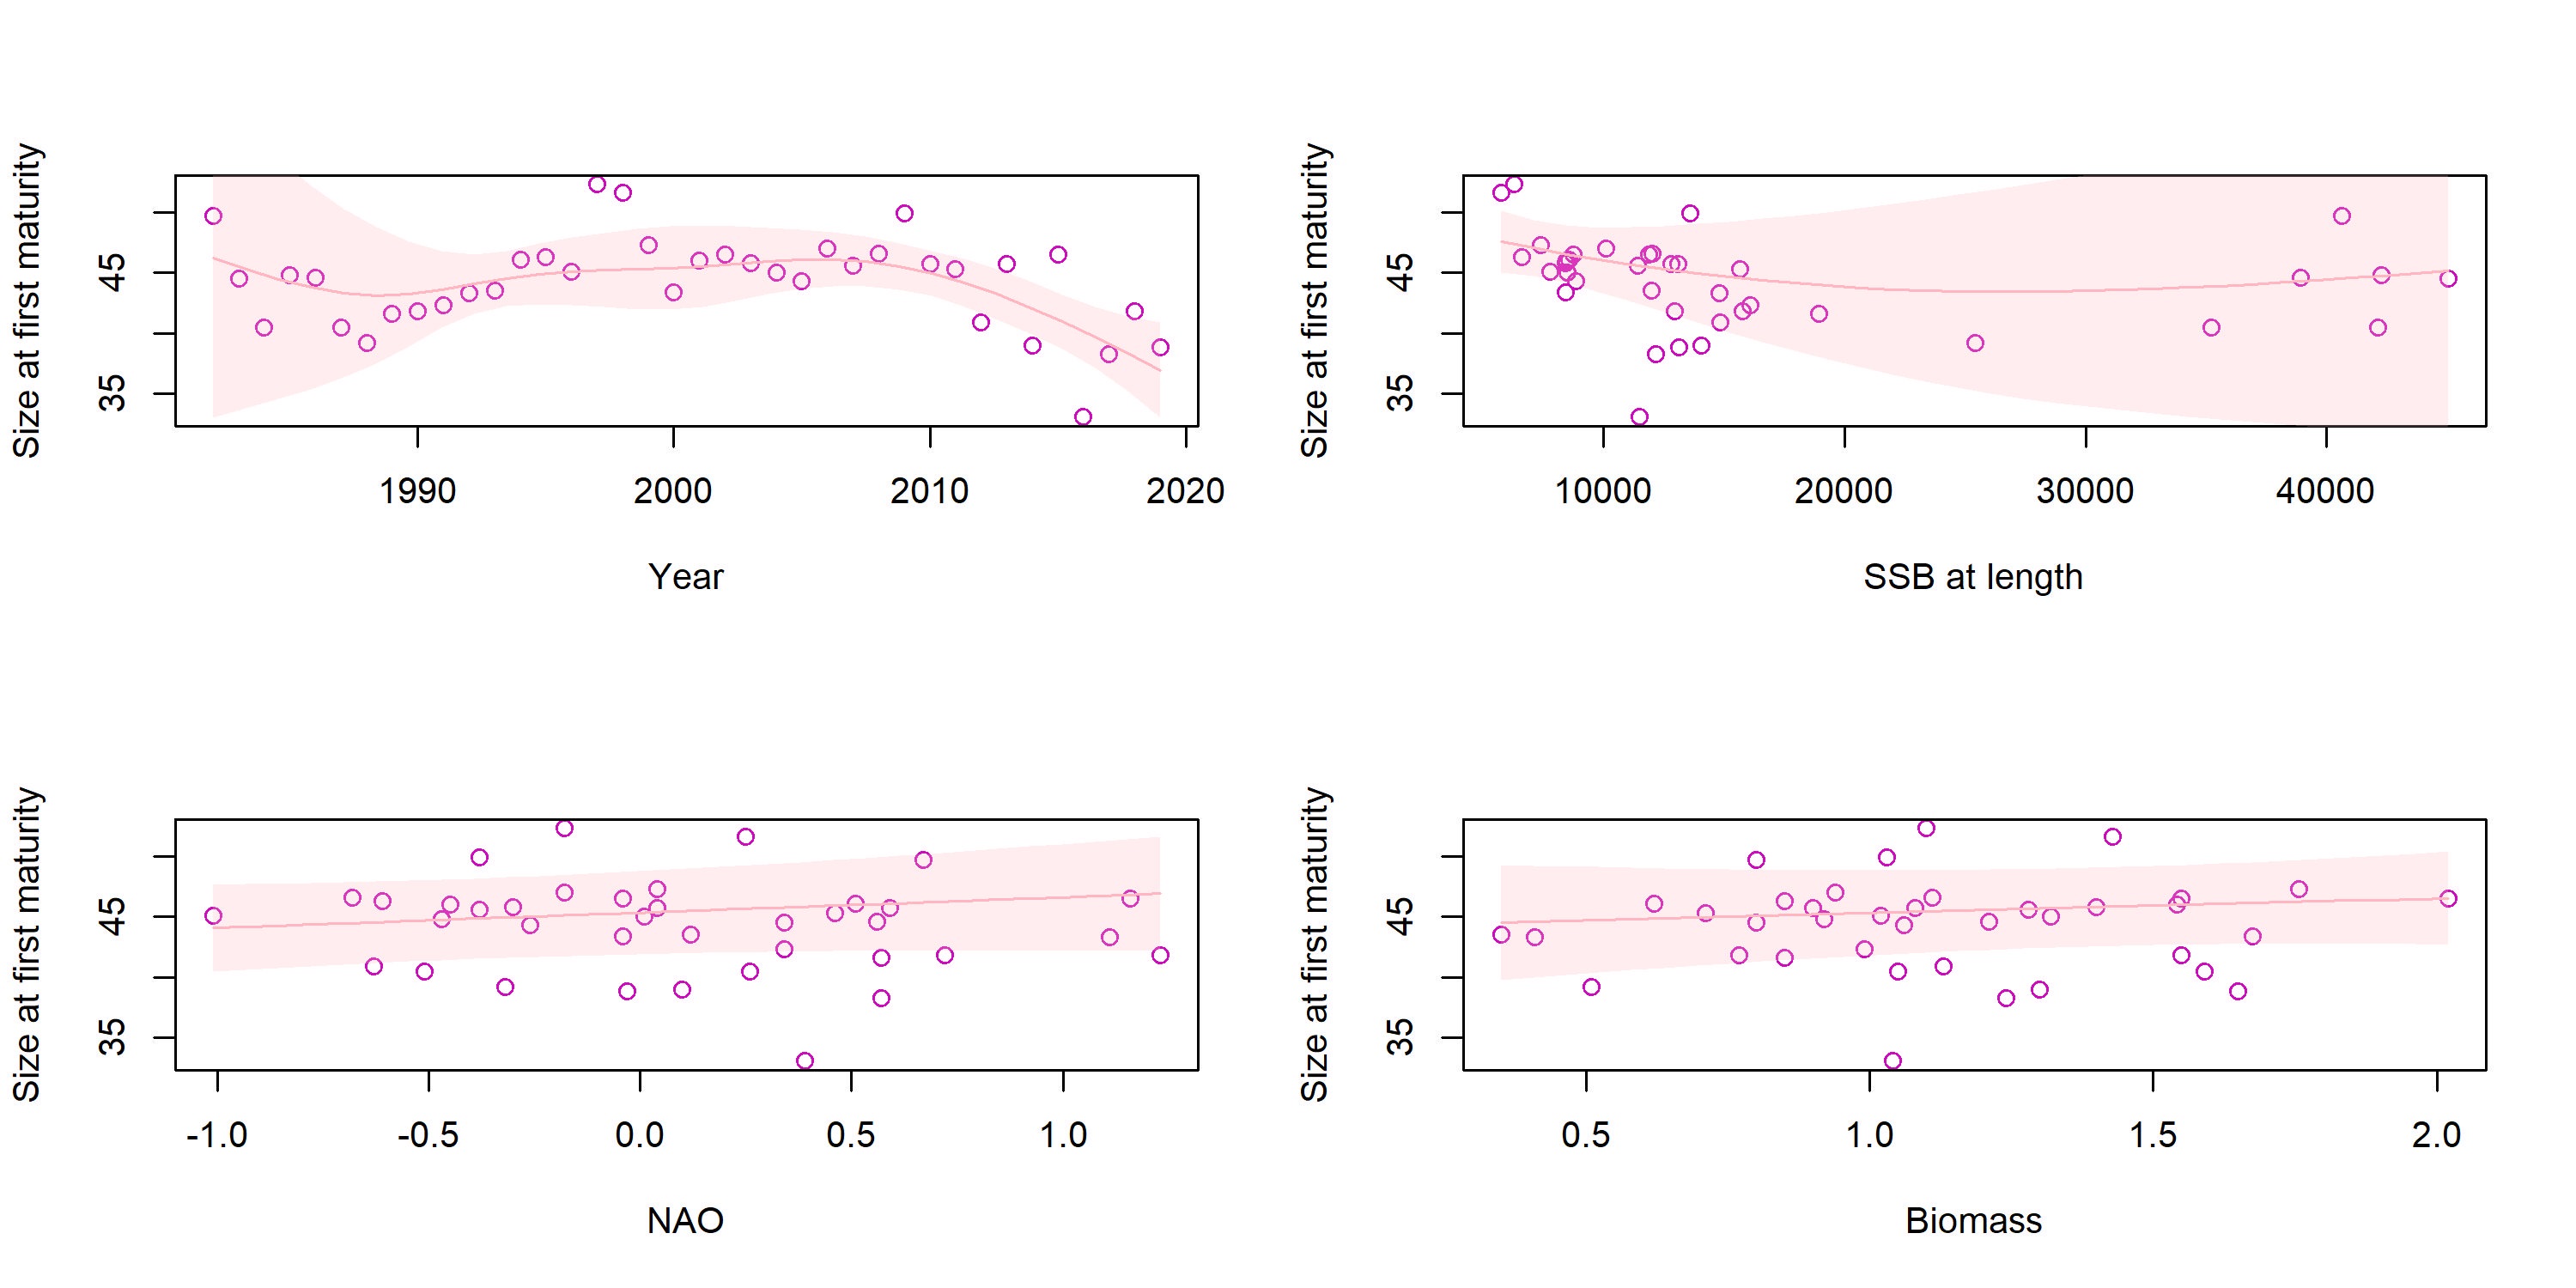 Size at first maturity
45
35
1990 2000 2010 2020
Year
Size at first maturity
45
35
10000 20000 30000 40000
SSB at length
Size at first maturity
45
35
-1.0 -0.5 0.0 0.5 1.0
NAO
Size at first maturity
45
35
0.5 1.0 1.5 2.0
Biomass